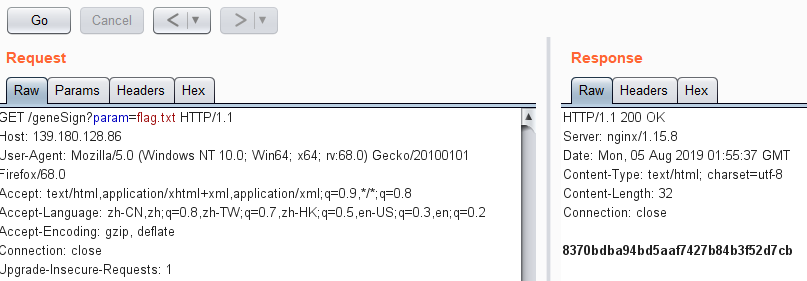 Go Cancel < >
Request
Raw Params Headers Hex
GET /geneSign?param=flag.txt HTTP/1.1
Host: 139.180.128.86
User-Agent: Mozilla/5.0 (Windows NT 10.0; Win64; x64; rv:68.0) Gecko/20100101
Firefox/68.0
Accept: text/html,application/xhtml+xml,application/xml;q=0.9,*/*;q=0.8
Accept-Language: zh-CN,zh;q=0.8,zh-TW;q=0.7,zh-HK;q=0.5,en-US;q=0.3,en;q=0.2
Accept-Encoding: gzip, deflate
Connection: close
Upgrade-Insecure-Requests: 1
Response
Raw Headers Hex
HTTP/1.1 200 OK
Server: nginx/1.15.8
Date: Mon, 05 Aug 2019 01:55:37 GMT
Content-Type: text/html; charset=utf-8
Content-Length: 32
Connection: close
8370bdba94bd5aaf7427b84b3f52d7cb